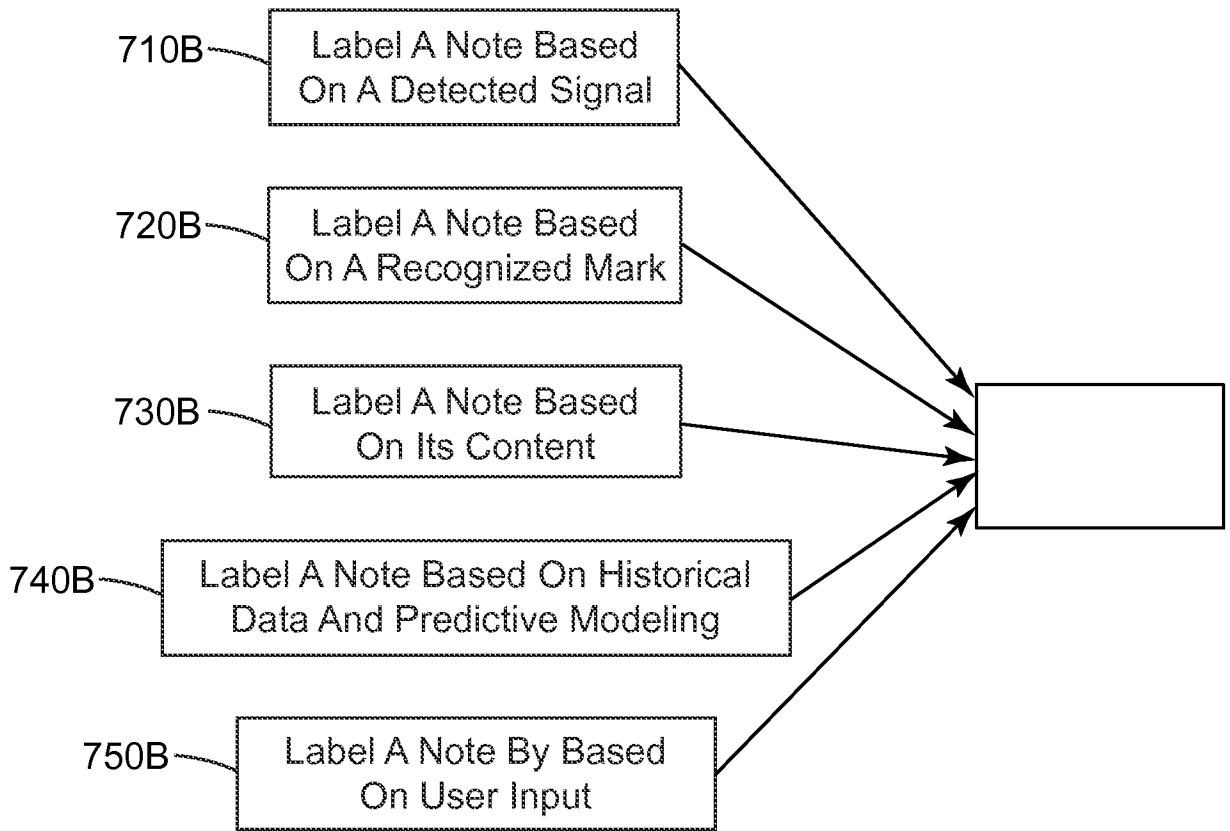 710B
Label A Note Based
On A Detected Signal
720B
Label A Note Based
On A Recognized Mark
730B
Label A Note Based
On Its Content
740B
Label A Note Based On Historical
Data And Predictive Modeling
750B
Label A Note By Based
On User Input